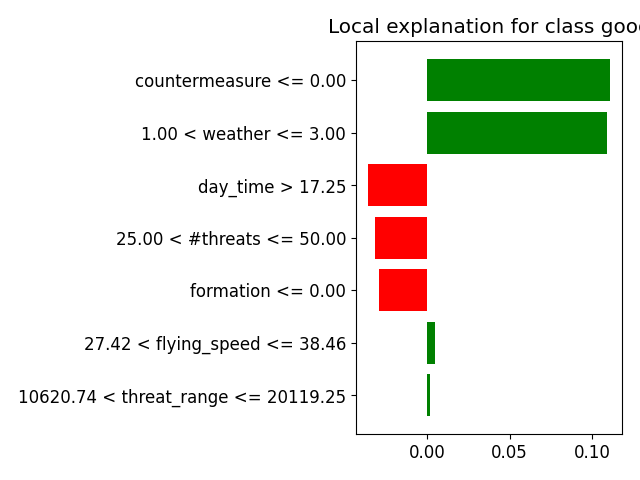 Local explanation for class goo
countermeasure <= 0.00
1.00 < weather <= 3.00
day_time > 17.25
25.00 < #threats <= 50.00
formation <= 0.00
27.42 < flying_speed <= 38.46
10620.74 < threat_range <= 20119.25
0.00 0.05 0.10